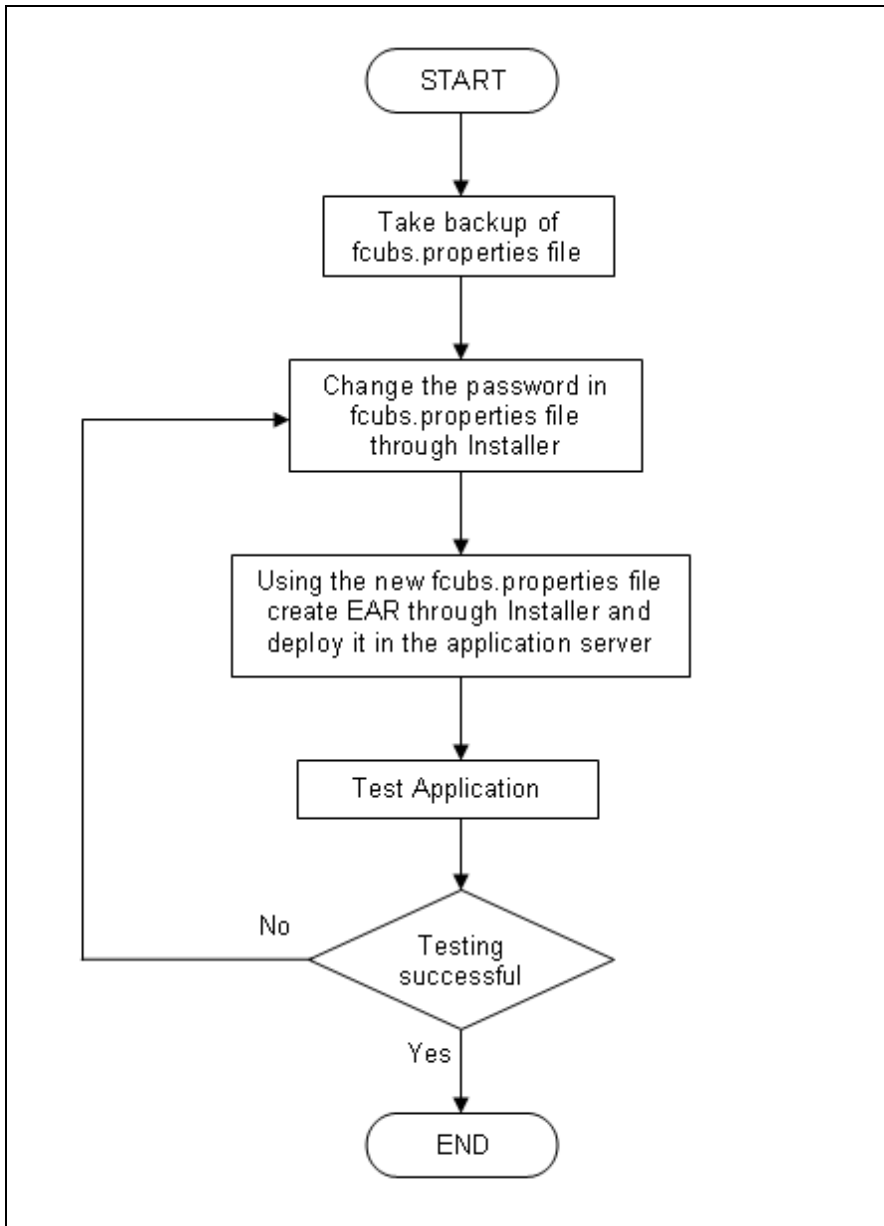 START
Take backup of
fcubs.properties file
Change the password in
fcubs.properties file
through Installer
Using the new fcubs.properties file
create EAR through Installer and
deploy it in the application server
Test Application
No
Testing
successful
Yes
END